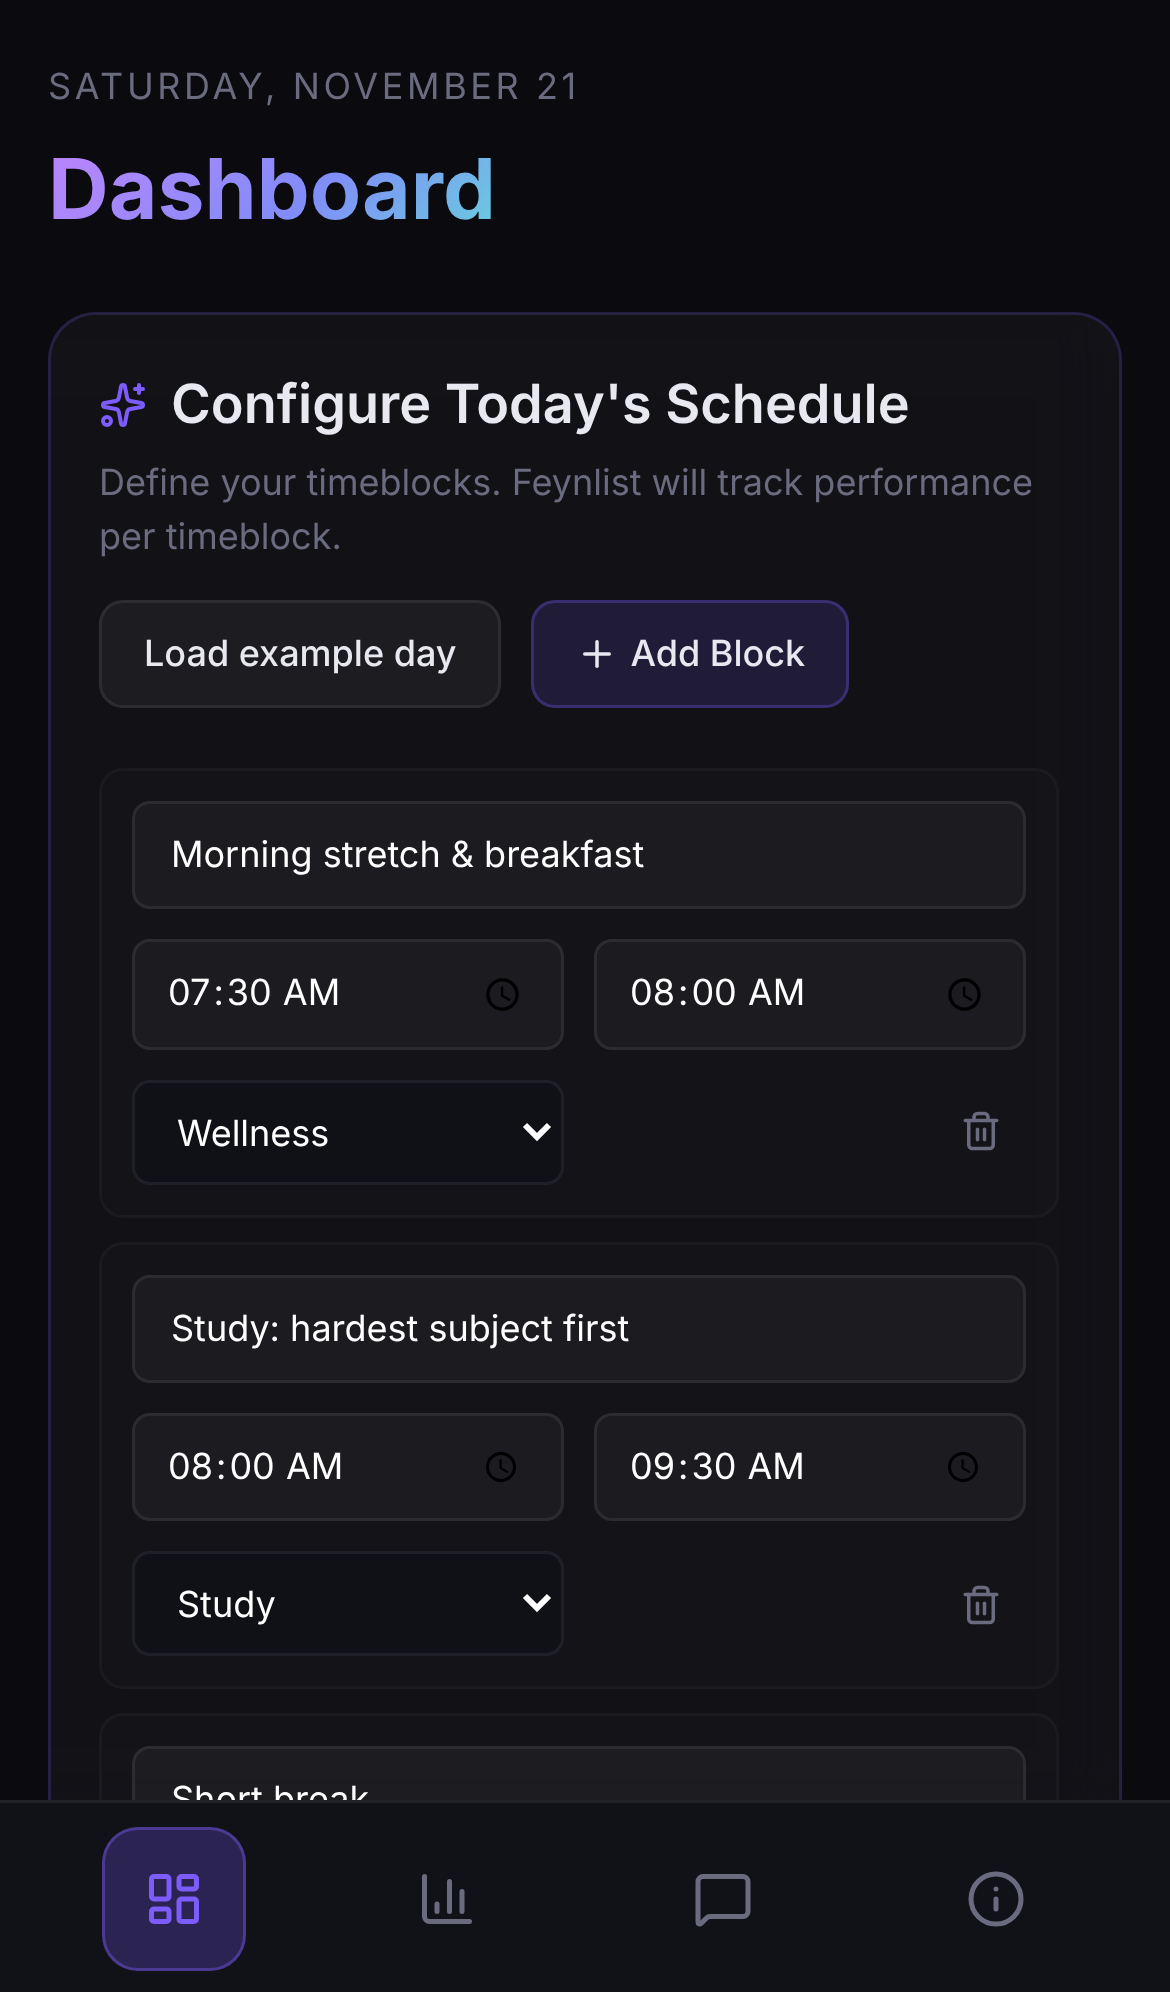 SATURDAY, NOVEMBER 21
Dashboard
Configure Today's Schedule
Define your timeblocks. Feynlist will track performance
per timeblock.
Load example day
+ Add Block
Morning stretch & breakfast
07:30 AM
08:00 AM
Wellness
Study: hardest subject first
08:00 AM
09:30 AM
Study
Short break